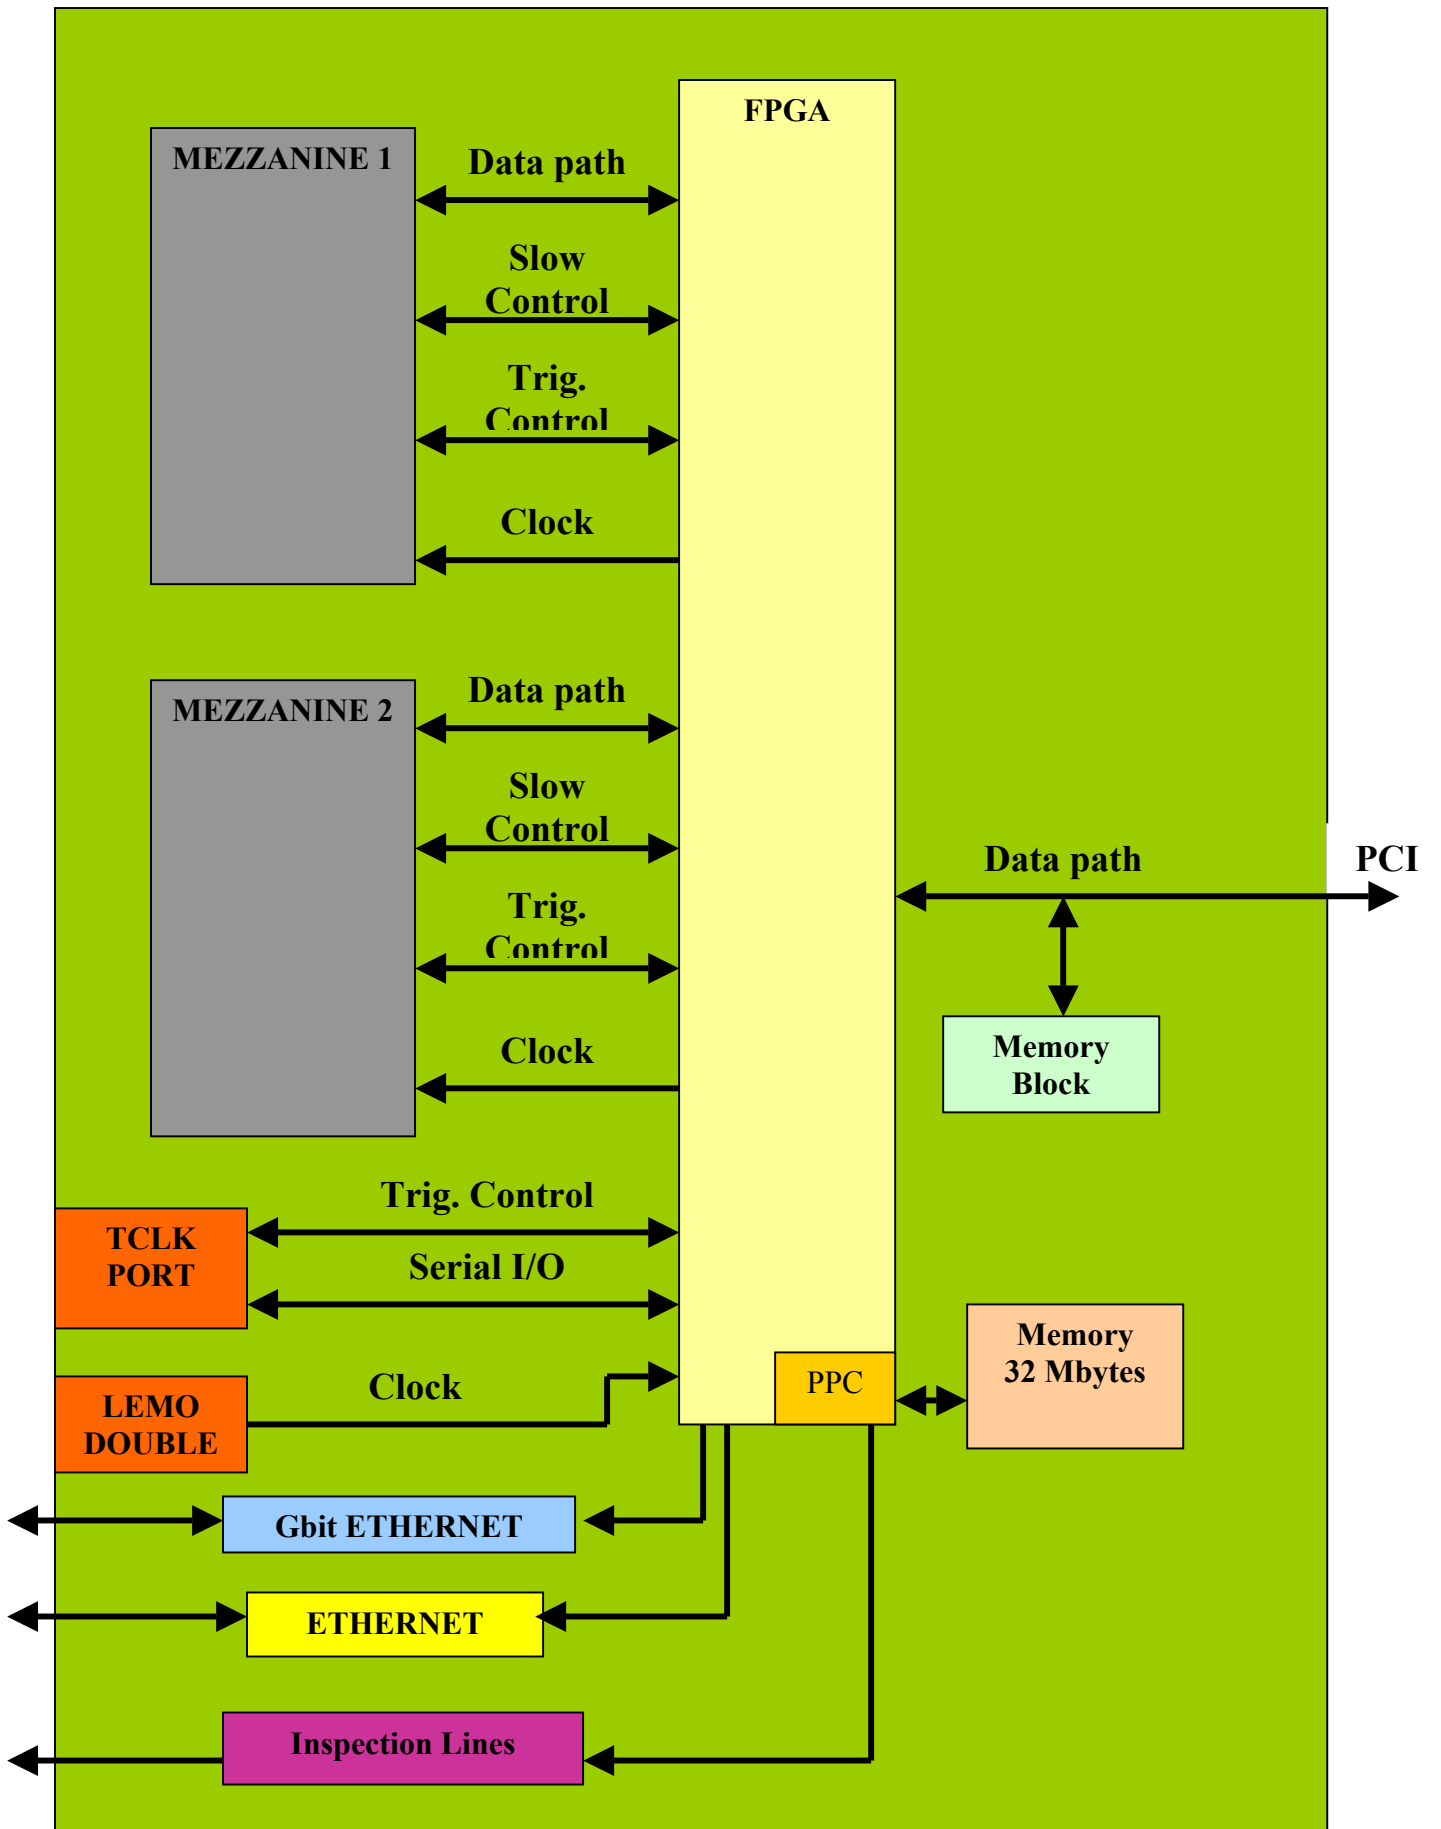 FPGA
MEZZANINE 1
Data path
Slow
Control
Trig.
Control
Clock
MEZZANINE 2
Data path
Slow
Control
Trig.
Control
Clock
Data path
PCI
Memory
Block
Trig. Control
TCLK
PORT
Serial I/O
Memory
32 Mbytes
PPC
Clock
LEMO
DOUBLE
Gbit ETHERNET
ETHERNET
Inspection Lines